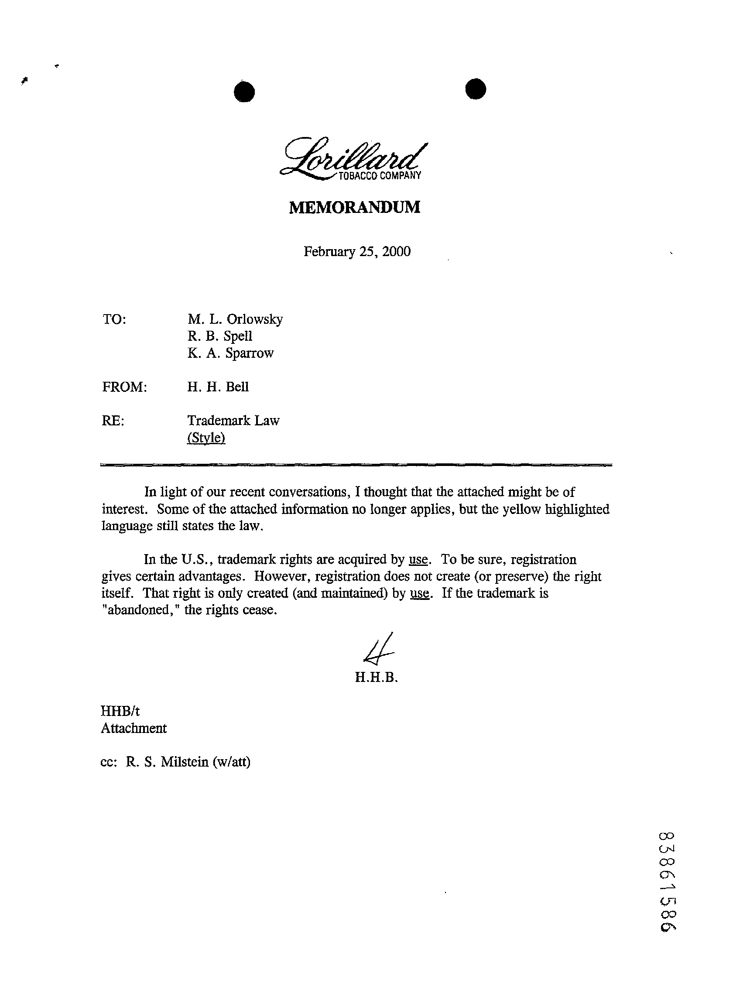 Lorillard
TOBACCO COMPANY
MEMORANDUM
February 25, 2000
TO: M. L. Orlowsky
R. B. Spell
K. A. Sparrow
FROM: H. H. Bell
RE: Trademark Law
(Style)
In light of our recent conversations, I thought that the attached might be of
interest. Some of the attached information no longer applies, but the yellow highlighted
language still states the law.
In the U.S., trademark rights are acquired by use. To be sure, registration
gives certain advantages. However, registration does not create (or preserve) the right
itself. That right is only created (and maintained) by use. If the trademark is
"abandoned," the rights cease.
H
H.H.B.
HHB/t
Attachment
cc: R. S. Milstein (w/att)
83861586